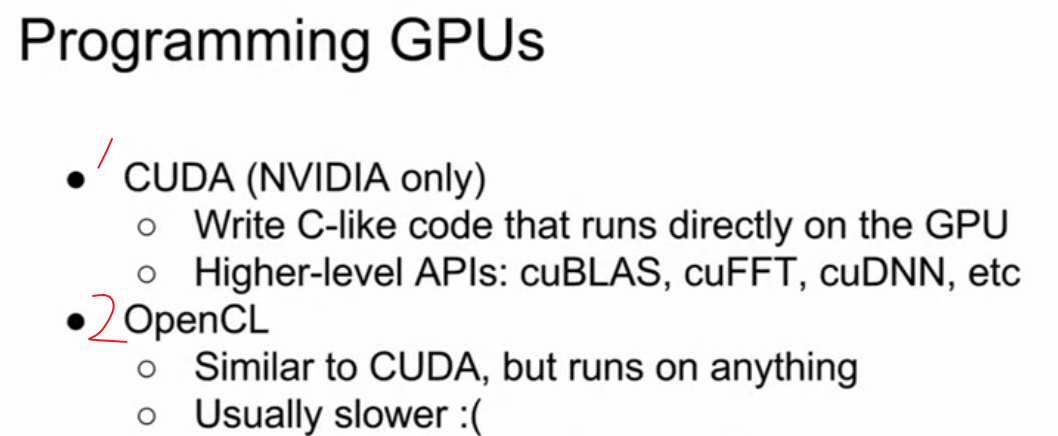 Programming GPUs
1
● CUDA (NVIDIA only)
○ Write C-like code that runs directly on the GPU
○ Higher-level APIs: cuBLAS, cuFFT, cuDNN, etc
● 2 OpenCL
○ Similar to CUDA, but runs on anything
○ Usually slower :(